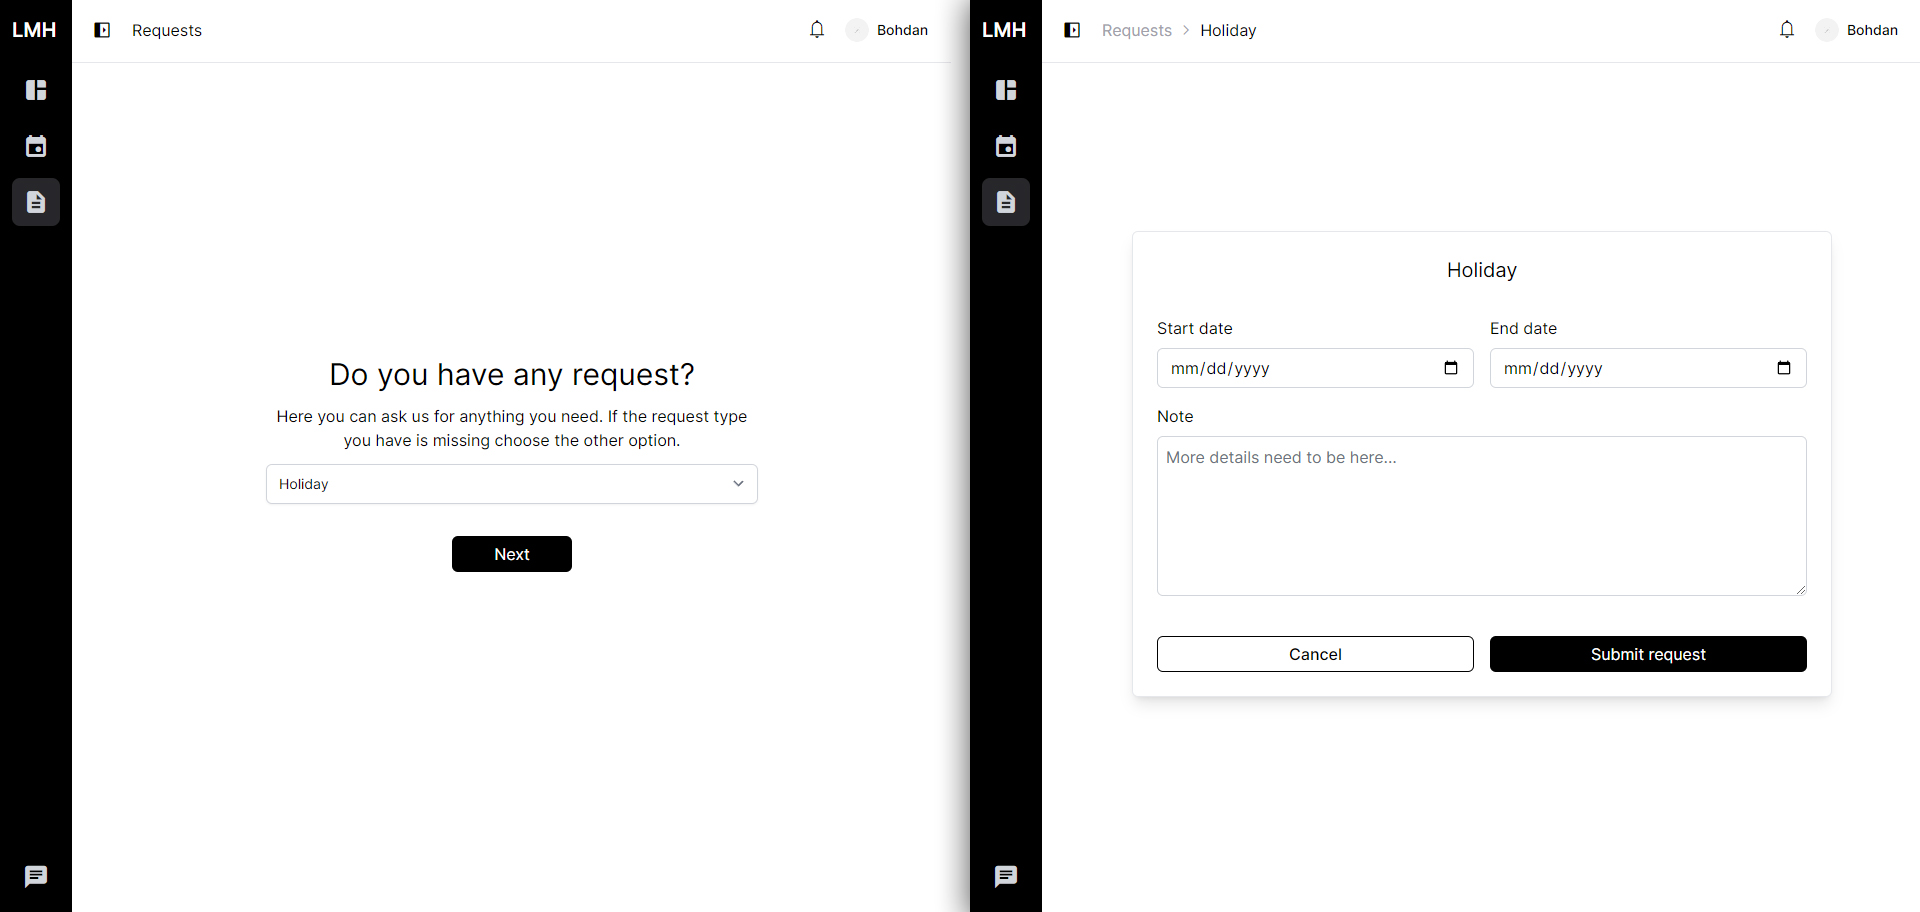 LMH
Requests
Bohdan
Do you have any request?
Here you can ask us for anything you need. If the request type
you have is missing choose the other option.
Holiday
Next
LMH
Requests > Holiday
Bohdan
Holiday
Start date
End date
mm/dd/yyyy
mm/dd/yyyy
Note
More details need to be here...
Cancel
Submit request